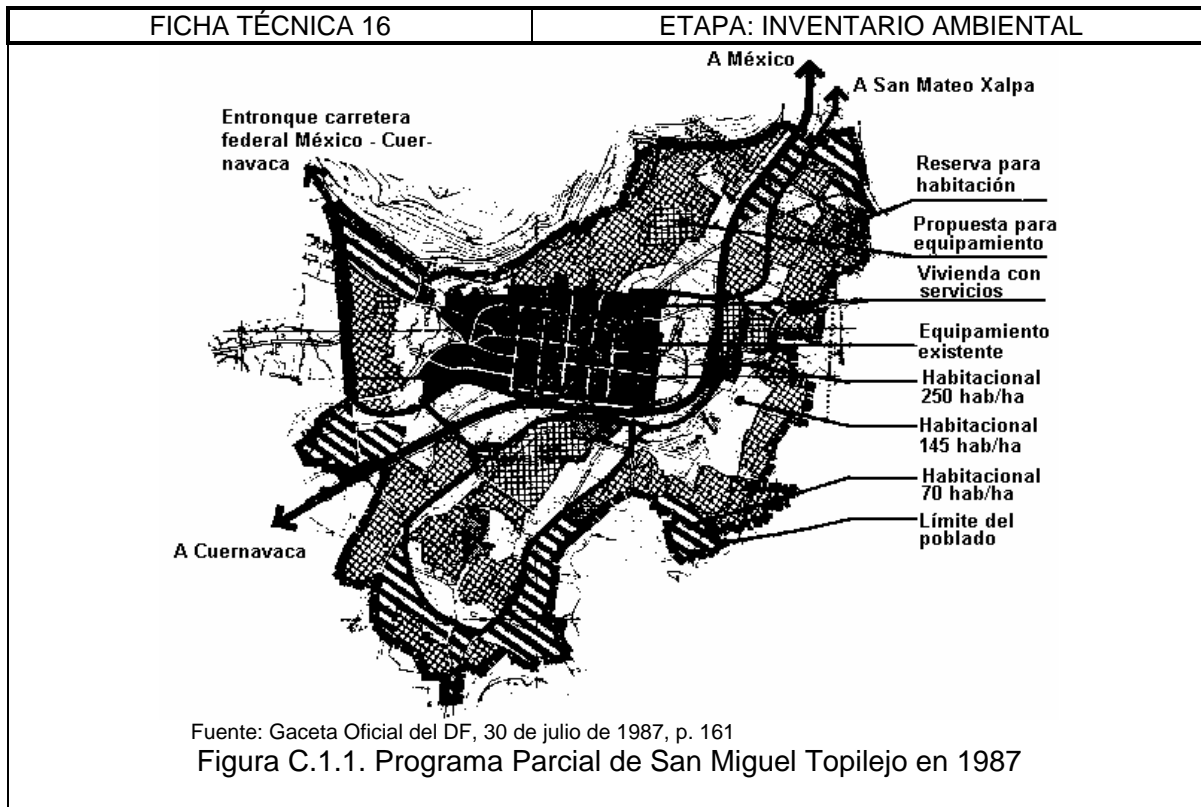 FICHA TÉCNICA 16
ETAPA: INVENTARIO AMBIENTAL
A México
A San Mateo Xalpa
Entronque carretera
federal México - Cuer-
navaca
Reserva para
habitación
Propuesta para
equipamiento
Vivienda con
servicios
Equipamiento
existente
Habitacional
250 hab/ha
Habitacional
145 hab/ha
Habitacional
70 hab/ha
Límite del
poblado
A Cuernavaca
Fuente: Gaceta Oficial del DF, 30 de julio de 1987, p. 161
Figura C.1.1. Programa Parcial de San Miguel Topilejo en 1987